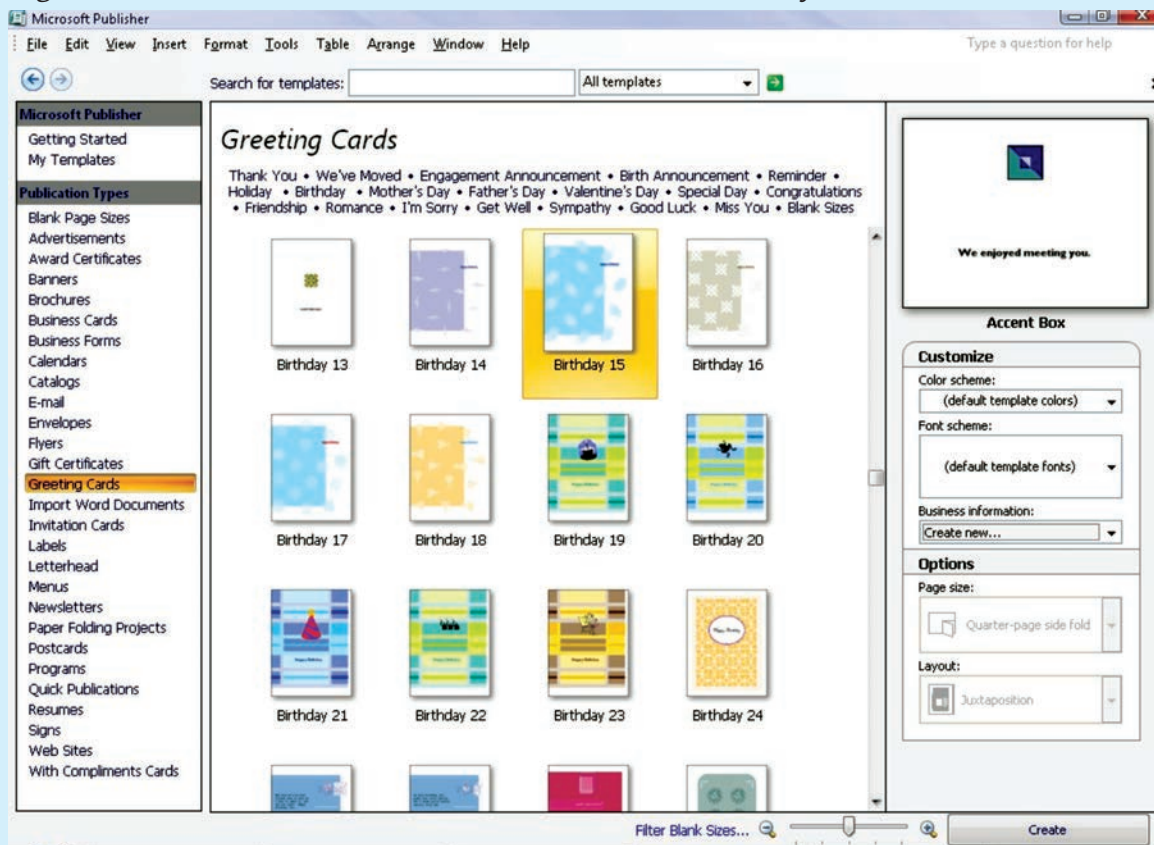 Microsoft Publisher
File Edit View Insert Format Tools Table Arrange Window Help
Type a question for help
Search for templates:
All templates
Microsoft Publisher
Getting Started
My Templates
Publication Types
Blank Page Sizes
Advertisements
Award Certificates
Banners
Brochures
Business Cards
Business Forms
Calendars
Catalogs
E-mail
Envelopes
Flyers
Gift Certificates
Greeting Cards
Import Word Documents
Invitation Cards
Labels
Letterhead
Menus
Newsletters
Paper Folding Projects
Postcards
Programs
Quick Publications
Resumes
Signs
Web Sites
With Compliments Cards
Greeting Cards
Thank You • We've Moved • Engagement Announcement • Birth Announcement • Reminder •
Holiday • Birthday • Mother's Day • Father's Day • Valentine's Day • Special Day • Congratulations
• Friendship • Romance • I'm Sorry • Get Well • Sympathy • Good Luck • Miss You • Blank Sizes
Birthday 13 Birthday 14 Birthday 15 Birthday 16
Birthday 17 Birthday 18 Birthday 19 Birthday 20
Birthday 21 Birthday 22 Birthday 23 Birthday 24
We enjoyed meeting you.
Accent Box
Customize
Color scheme:
(default template colors)
Font scheme:
(default template fonts)
Business information:
Create new...
Options
Page size:
Quarter-page side fold
Layout:
Juxtaposition
Filter Blank Sizes...
Create